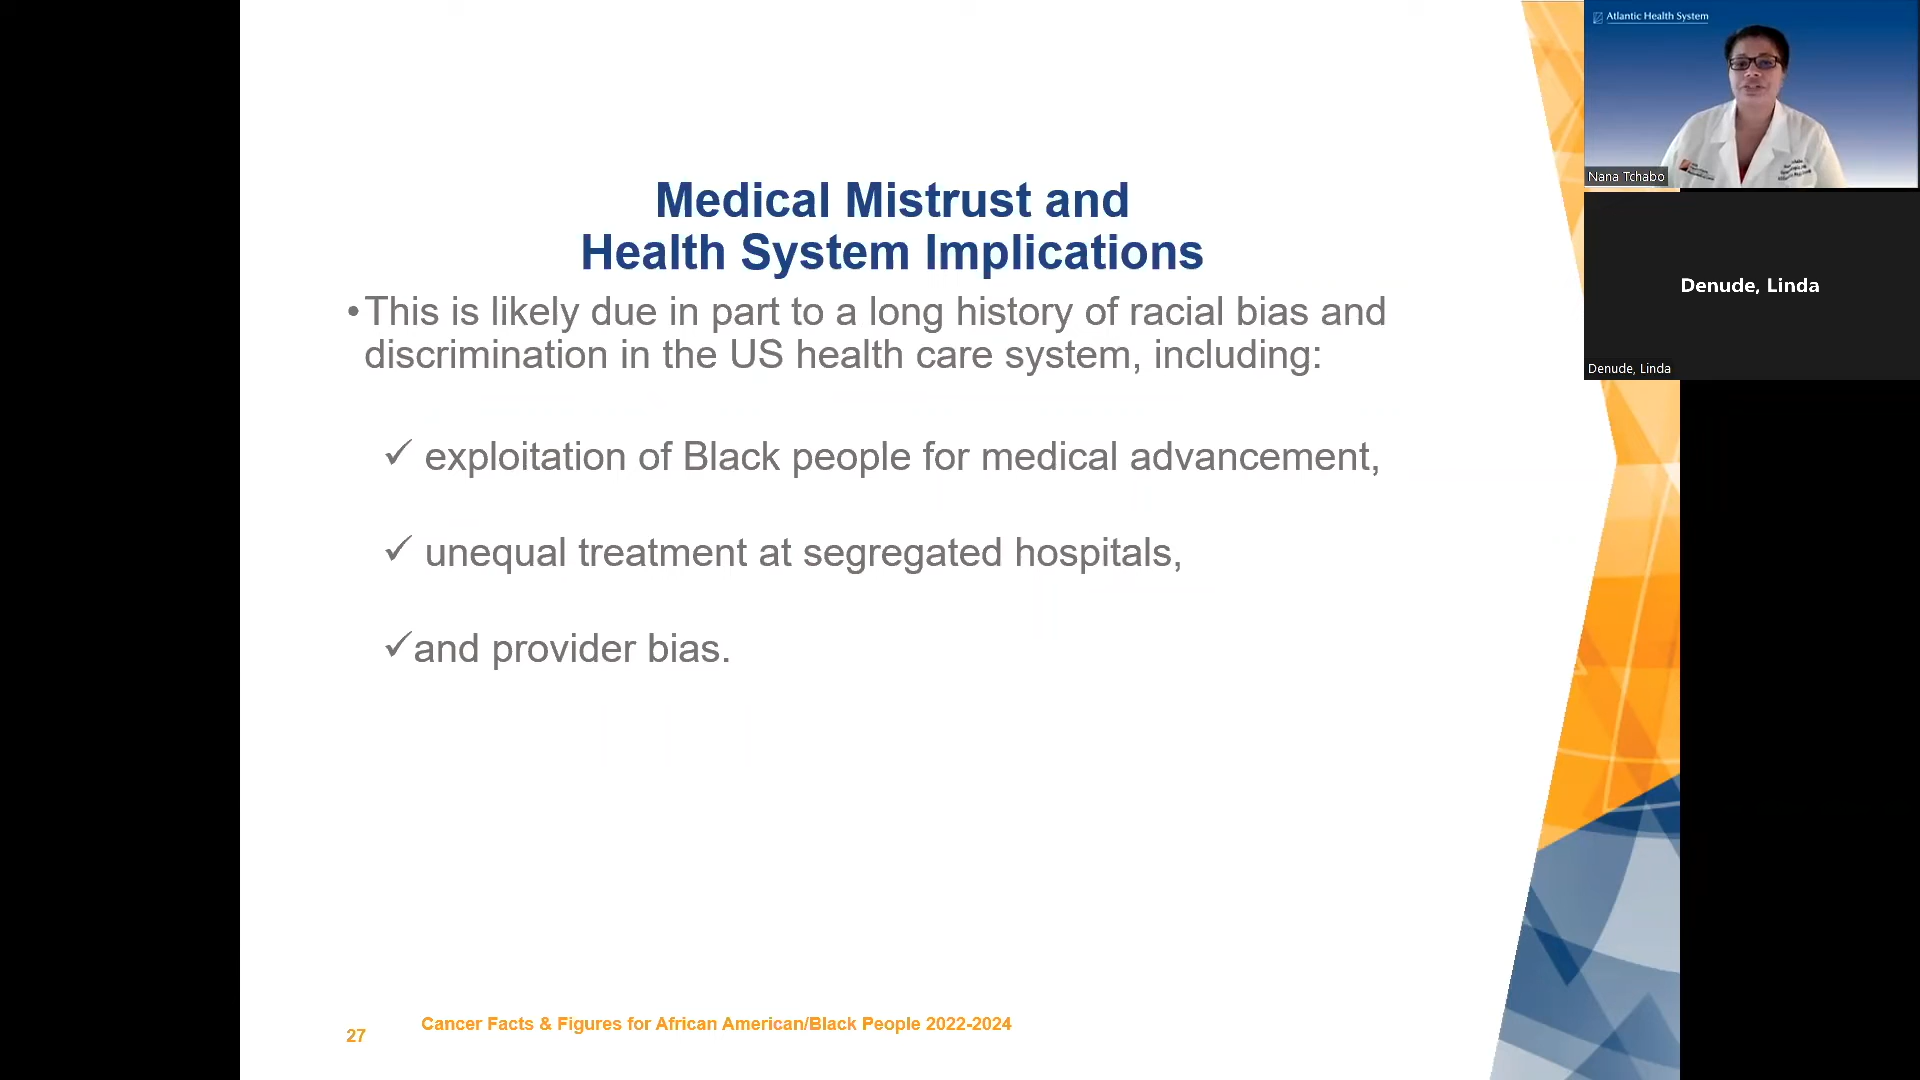 Medical Mistrust and
Health System Implications
•This is likely due in part to a long history of racial bias and
discrimination in the US health care system, including:
✓ exploitation of Black people for medical advancement,
✓ unequal treatment at segregated hospitals,
✓and provider bias.
27
Cancer Facts & Figures for African American/Black People 2022-2024
Atlantic Health System
Nana Tchabo
Denude, Linda
Denude, Linda